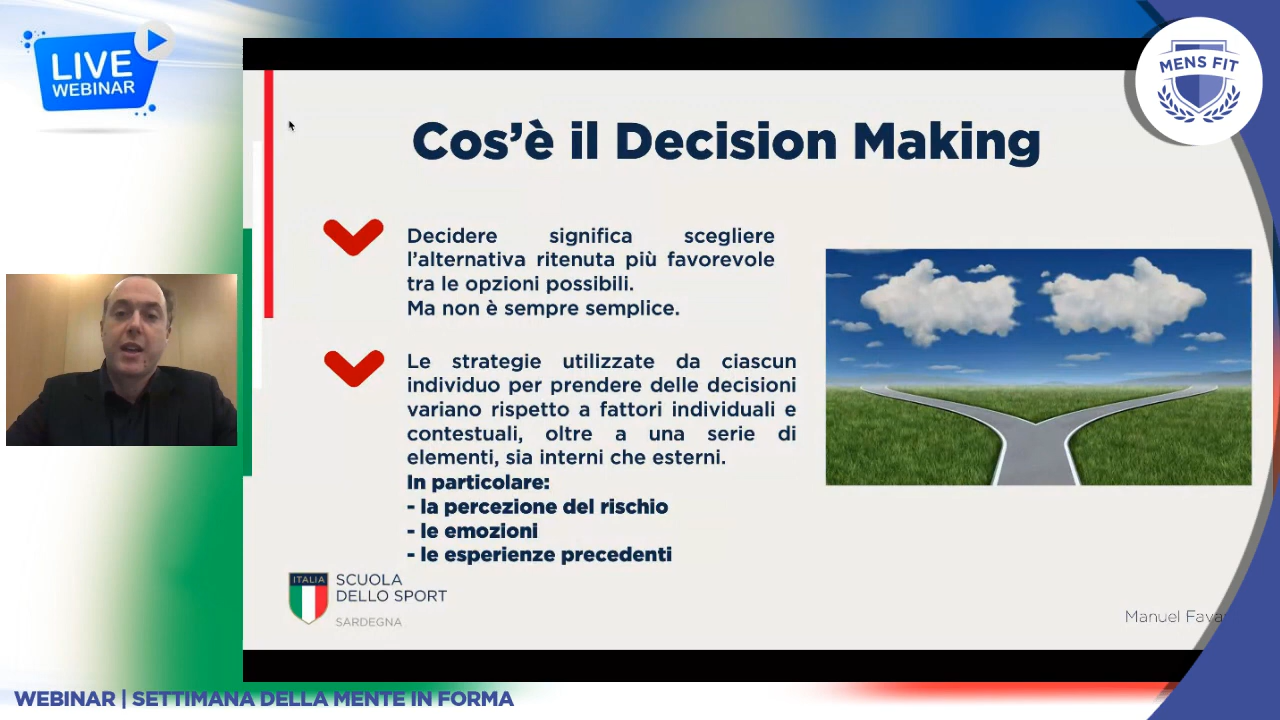 LIVE
WEBINAR
MENS FIT
Cos'è il Decision Making
Decidere significa scegliere
l'alternativa ritenuta più favorevole
tra le opzioni possibili.
Ma non è sempre semplice.
Le strategie utilizzate da ciascun
individuo per prendere delle decisioni
variano rispetto a fattori individuali e
contestuali, oltre a una serie di
elementi, sia interni che esterni.
In particolare:
- la percezione del rischio
- le emozioni
- le esperienze precedenti
ITALIA
SCUOLA
DELLO SPORT
SARDEGNA
Manuel
WEBINAR | SETTIMANA DELLA MENTE IN FORMA